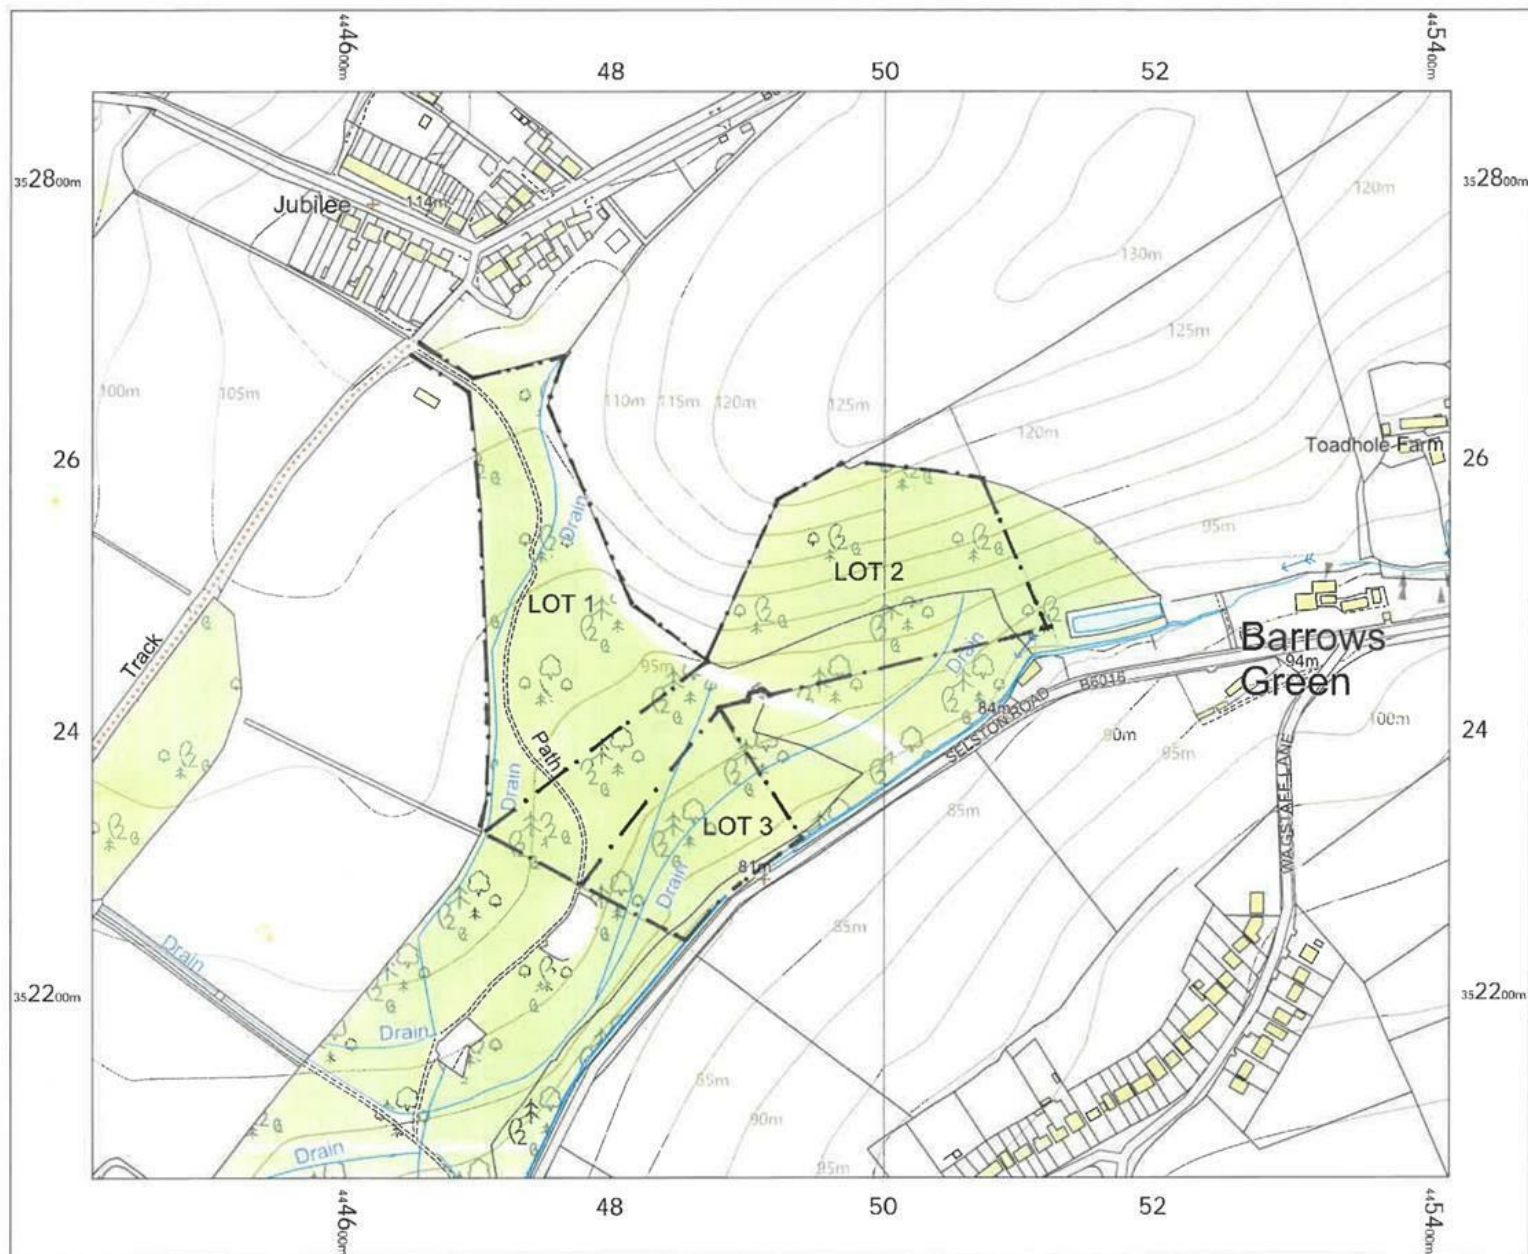 444600m
48
50
52
445400m
352800m
352800m
Jubilee
114m
120m
130m
125m
100m
105m
110m
115m
120m
125m
120m
Toadhole Farm
26
26
95m
Drain
LOT 2
LOT 1
Track
95m
Drain
Barrows
Green
94m
B6016
SELSTON ROAD
84m
90m
95m
100m
24
24
Path
Drain
WAGSTAFF LANE
LOT 3
81m
85m
Drain
85m
Drain
352200m
352200m
Drain
85m
90m
95m
Drain
444600m
48
50
52
445400m